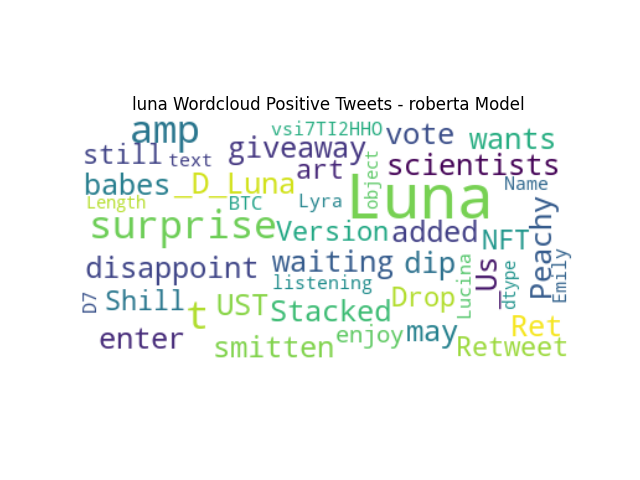 luna Wordcloud Positive Tweets - roberta Model
amp
vsi7TI2HHO
vote
wants
still
text
giveaway
art
object
scientists
babes
_D_Luna
Luna
Name
Length
BTC
Lyra
surprise
Version
added
NFT
Peachy
disappoint
waiting
dip
Us_
dtype
Emily
listening
Lucina
D7
Shill
t
UST
Stacked
Drop
enter
smitten
enjoy
may
Ret
Retweet